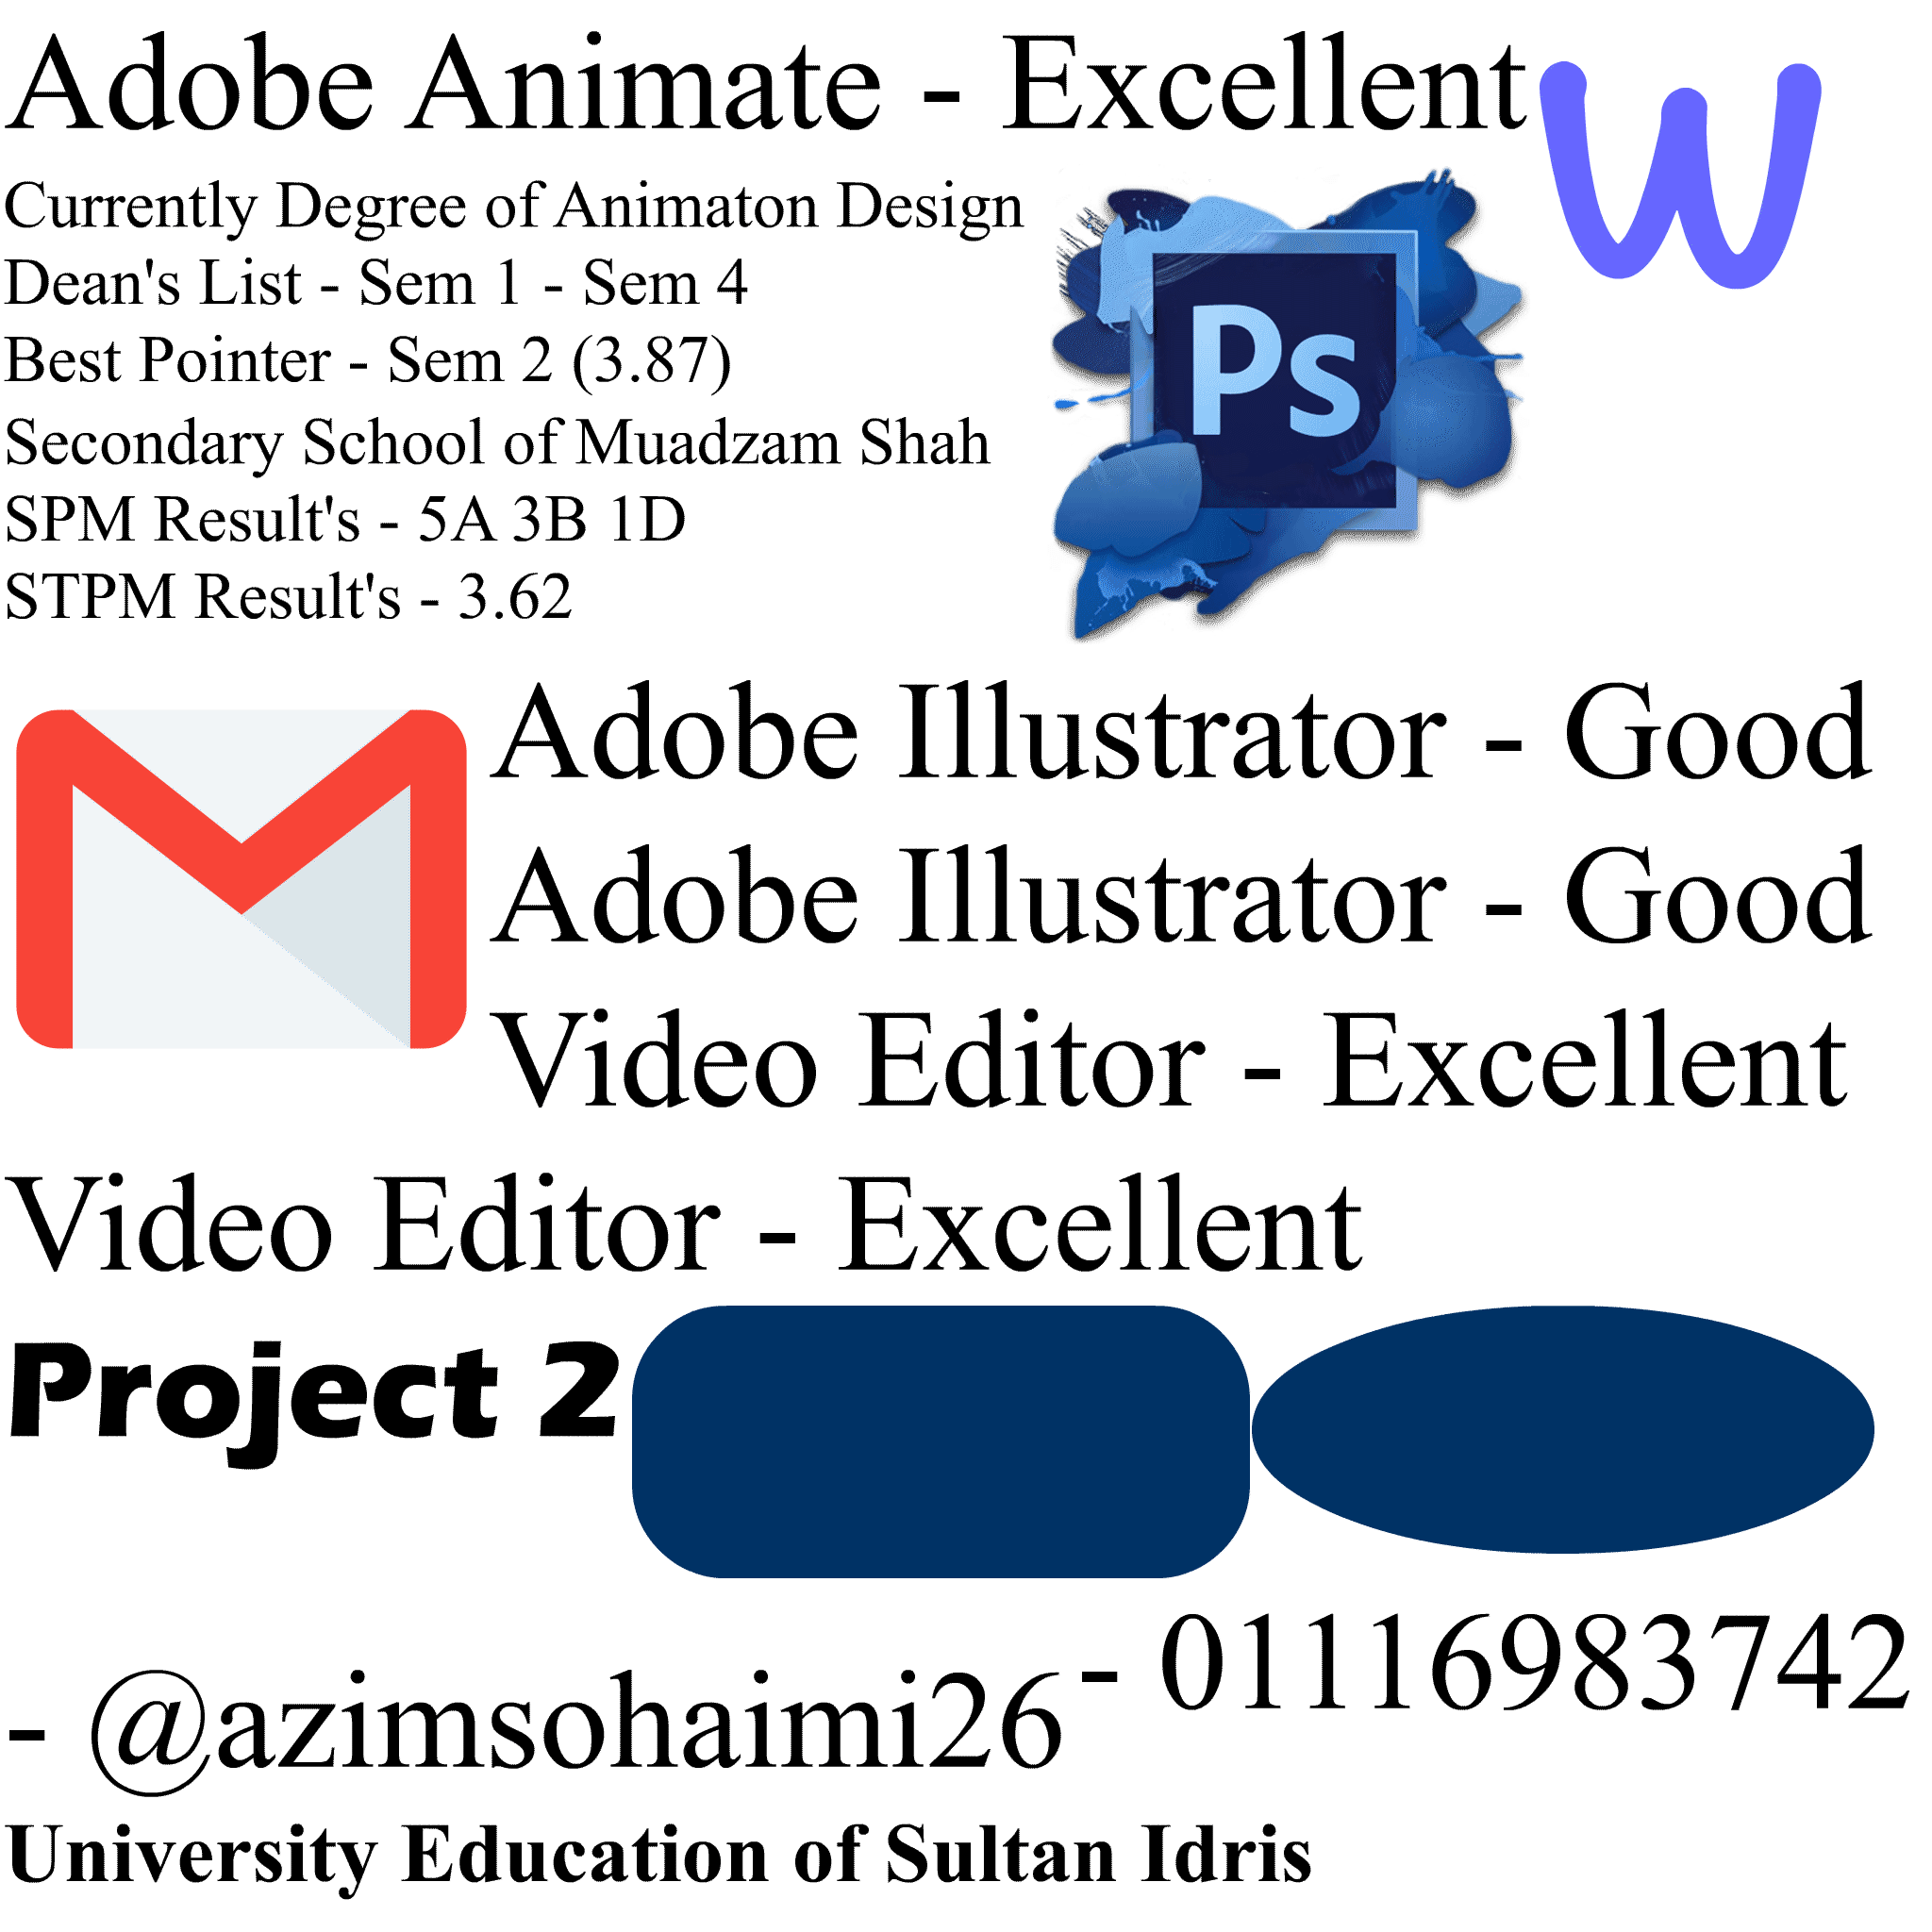 Adobe Animate - Excellent
W
Currently Degree of Animaton Design
Dean's List - Sem 1 - Sem 4
Best Pointer - Sem 2 (3.87)
Secondary School of Muadzam Shah
SPM Result's - 5A 3B 1D
STPM Result's - 3.62
Ps
Adobe Illustrator - Good
Adobe Illustrator - Good
Video Editor - Excellent
Video Editor - Excellent
Project 2
- @azimsohaimi26
- 01116983742
University Education of Sultan Idris